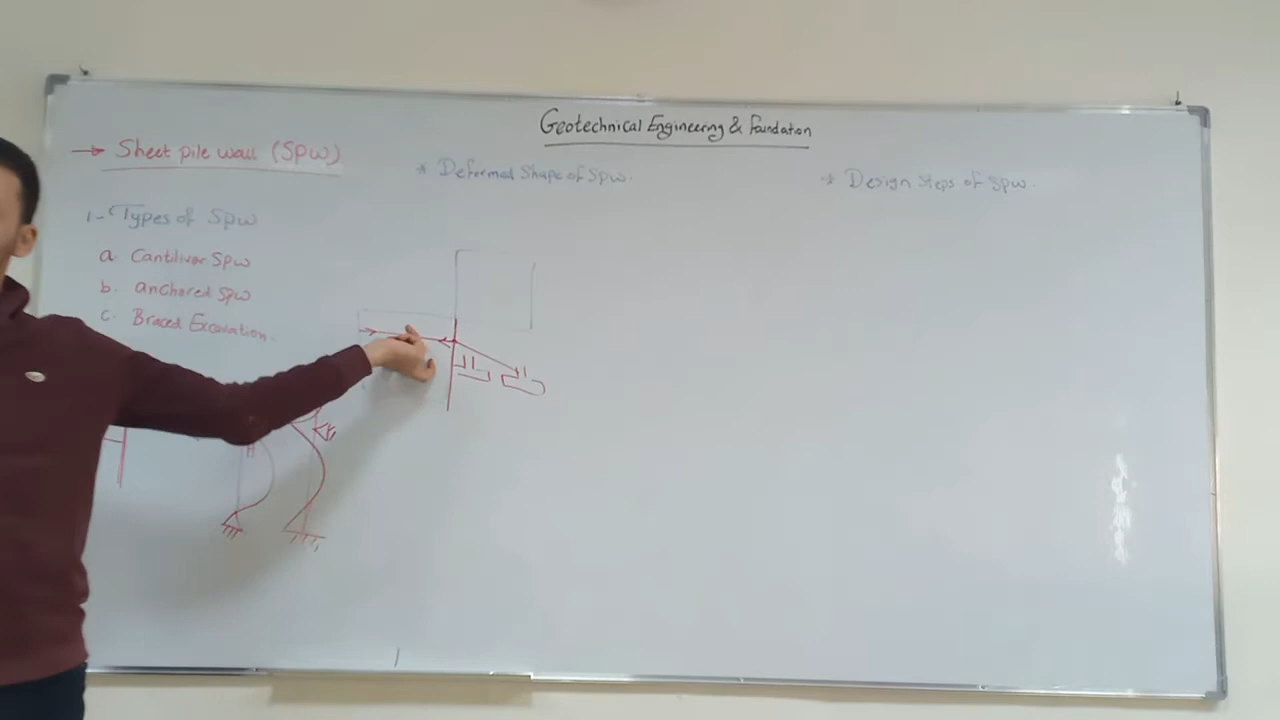 Geotechnical Engineering & Foundation
→ Sheet pile wall (SPW)
* Deformed Shape of SPW.
* Design Steps of SPW.
1- Types of SPW
a. Cantiliver SPW
b. anchored SPW
c. Braced Excavation.